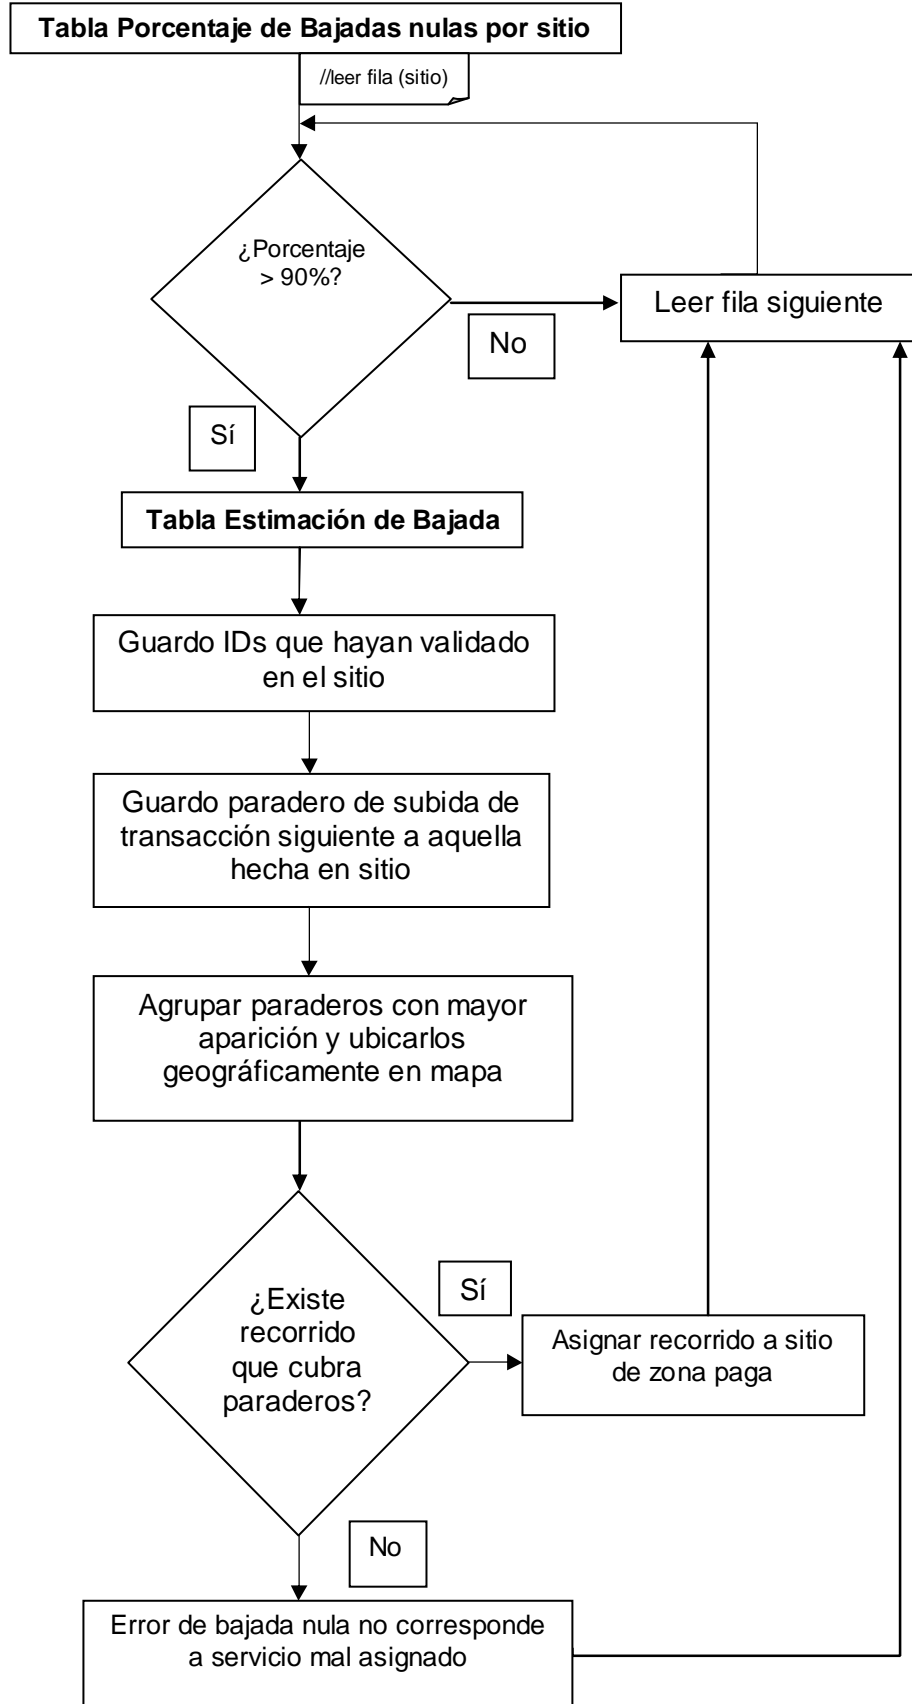 Tabla Porcentaje de Bajadas nulas por sitio
//leer fila (sitio)
¿Porcentaje
> 90%?
Leer fila siguiente
No
Sí
Tabla Estimación de Bajada
Guardo IDs que hayan validado
en el sitio
Guardo paradero de subida de
transacción siguiente a aquella
hecha en sitio
Agrupar paraderos con mayor
aparición y ubicarlos
geográficamente en mapa
¿Existe
recorrido
que cubra
paraderos?
Sí
Asignar recorrido a sitio
de zona paga
No
Error de bajada nula no corresponde
a servicio mal asignado